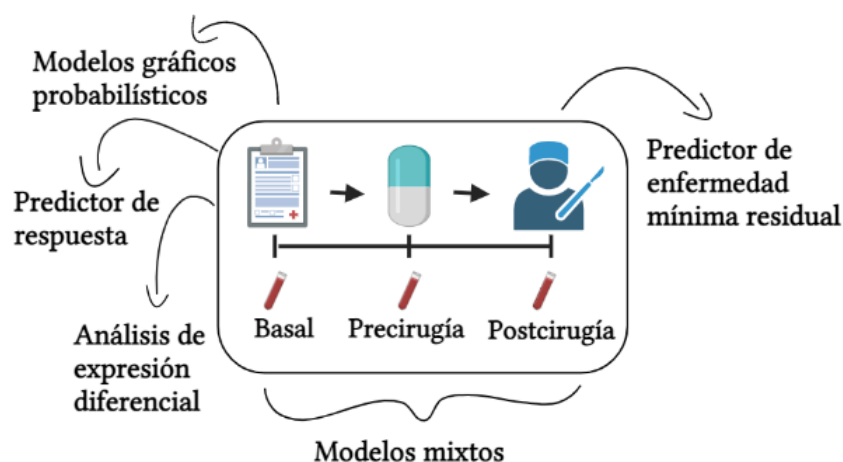 Modelos gráficos
probabilísticos
Predictor de
respuesta
Análisis de
expresión
diferencial
Basal
Precirugía
Postcirugía
Predictor de
enfermedad
mínima residual
Modelos mixtos